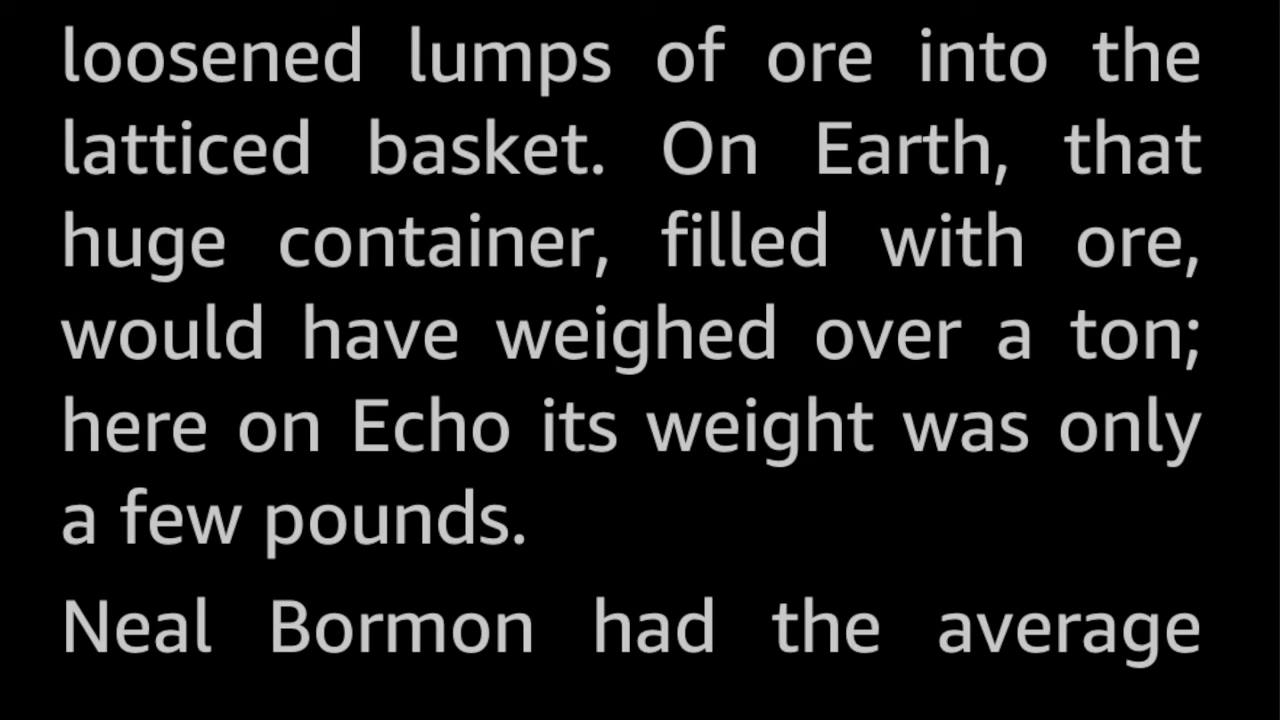 loosened lumps of ore into the
latticed basket. On Earth, that
huge container, filled with ore,
would have weighed over a ton;
here on Echo its weight was only
a few pounds.
Neal Bormon had the average